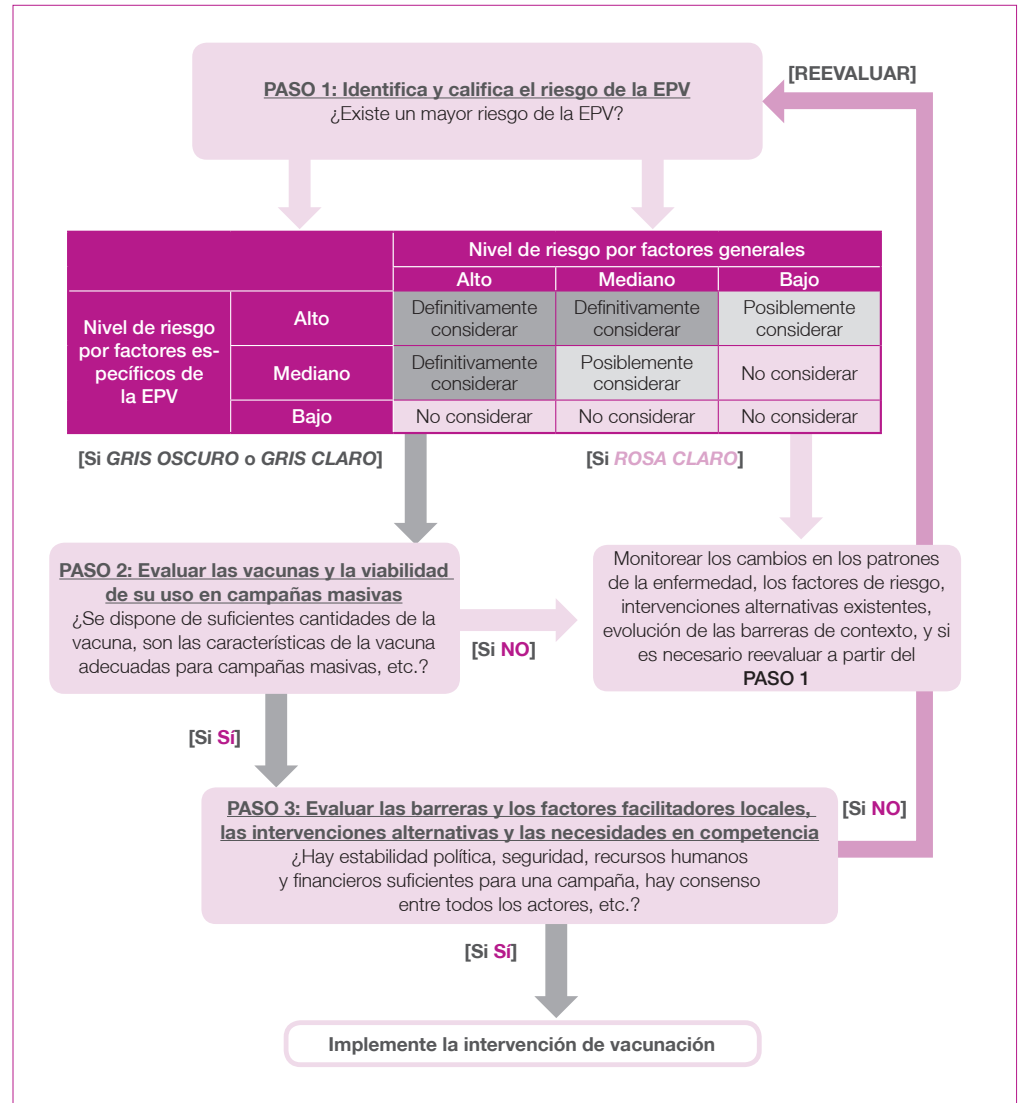 [REEVALUAR]
PASO 1: Identifica y califica el riesgo de la EPV
¿Existe un mayor riesgo de la EPV?
Nivel de riesgo por factores generales
Alto Mediano Bajo
Nivel de riesgo
por factores es-
pecíficos de
la EPV
Alto
Definitivamente
considerar
Definitivamente
considerar
Posiblemente
considerar
Mediano
Definitivamente
considerar
Posiblemente
considerar
No considerar
Bajo
No considerar
No considerar
No considerar
[Si GRIS OSCURO o GRIS CLARO]
[Si ROSA CLARO]
PASO 2: Evaluar las vacunas y la viabilidad
de su uso en campañas masivas
¿Se dispone de suficientes cantidades de la
vacuna, son las características de la vacuna
adecuadas para campañas masivas, etc.?
[Si NO]
Monitorear los cambios en los patrones
de la enfermedad, los factores de riesgo,
intervenciones alternativas existentes,
evolución de las barreras de contexto, y si
es necesario reevaluar a partir del
PASO 1
[Si Sí]
PASO 3: Evaluar las barreras y los factores facilitadores locales,
las intervenciones alternativas y las necesidades en competencia
¿Hay estabilidad política, seguridad, recursos humanos
y financieros suficientes para una campaña, hay consenso
entre todos los actores, etc.?
[Si NO]
[Si Sí]
Implemente la intervención de vacunación